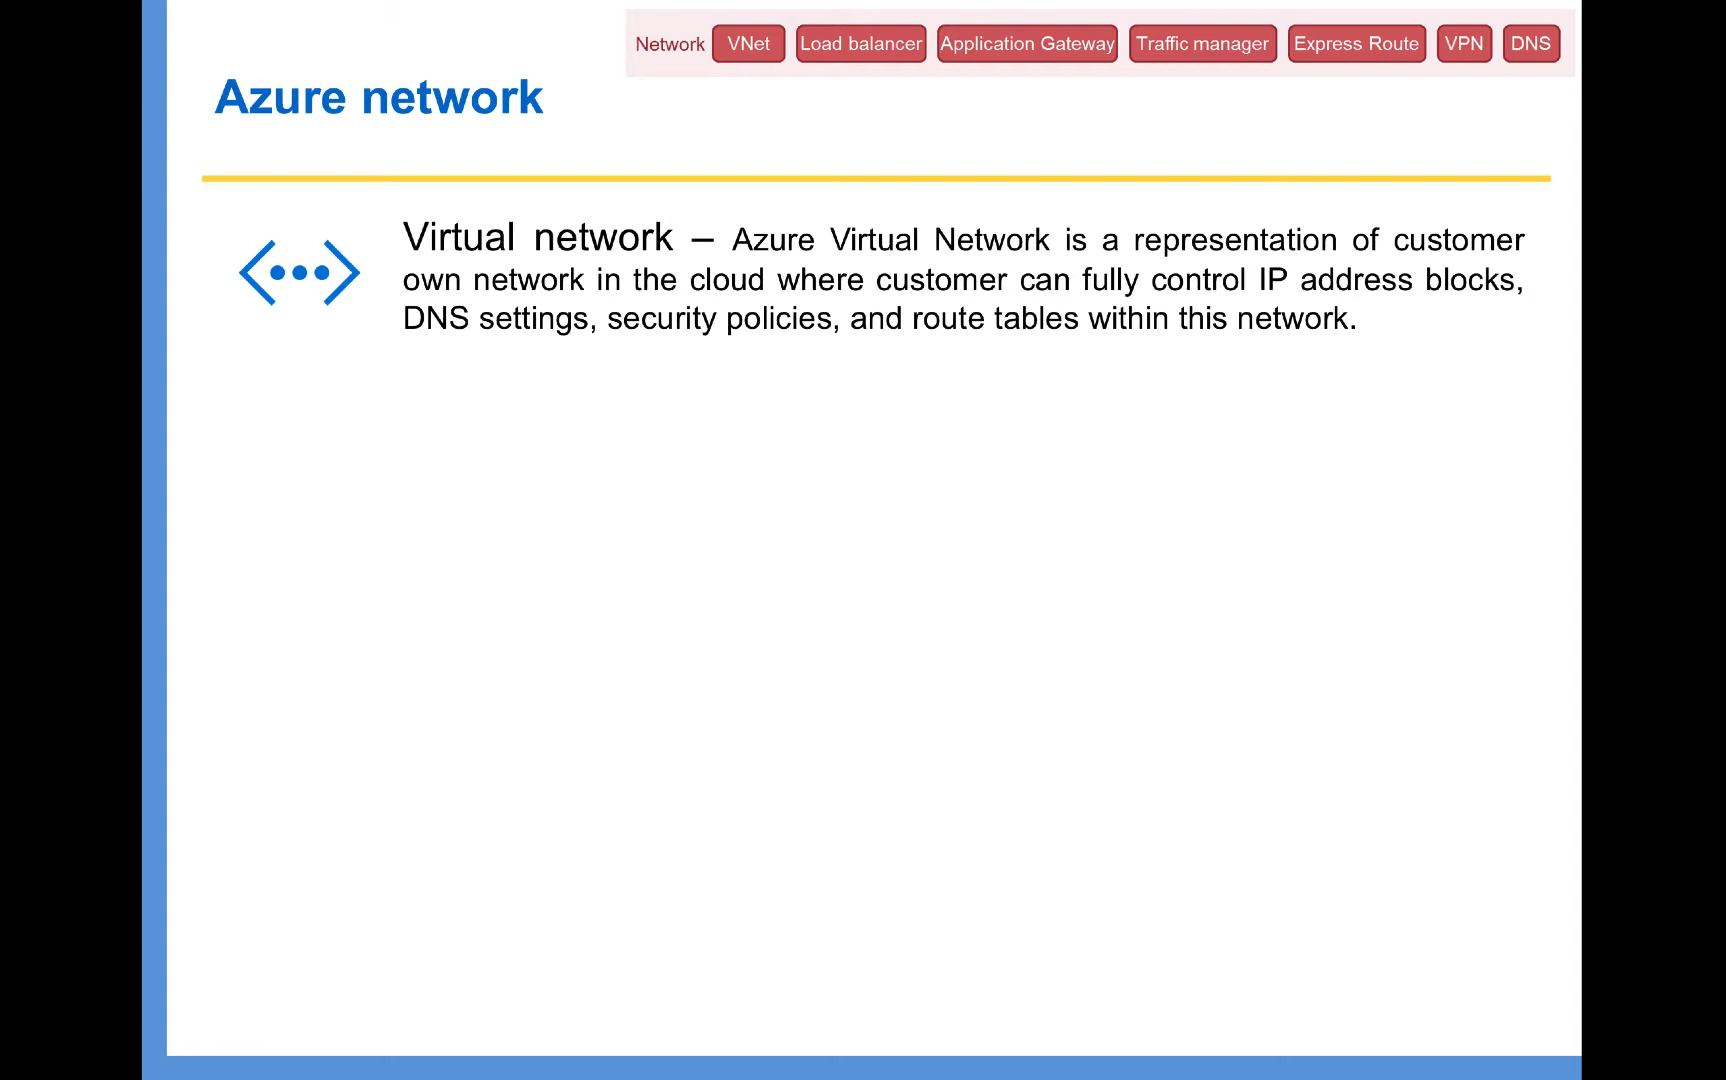 Network VNet Load balancer Application Gateway Traffic manager Express Route VPN DNS
Azure network
Virtual network – Azure Virtual Network is a representation of customer
own network in the cloud where customer can fully control IP address blocks,
DNS settings, security policies, and route tables within this network.